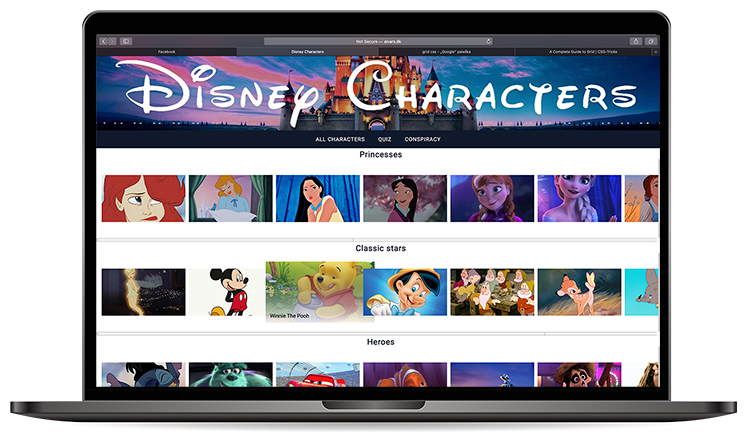 Not Secure — aivars.dk
Facebook
Disney Characters
grid css – „Google“ paieška
A Complete Guide to Grid | CSS-Tricks
DISNEY CHARACTERS
ALL CHARACTERS QUIZ CONSPIRACY
Princesses
Classic stars
Winnie The Pooh
Heroes